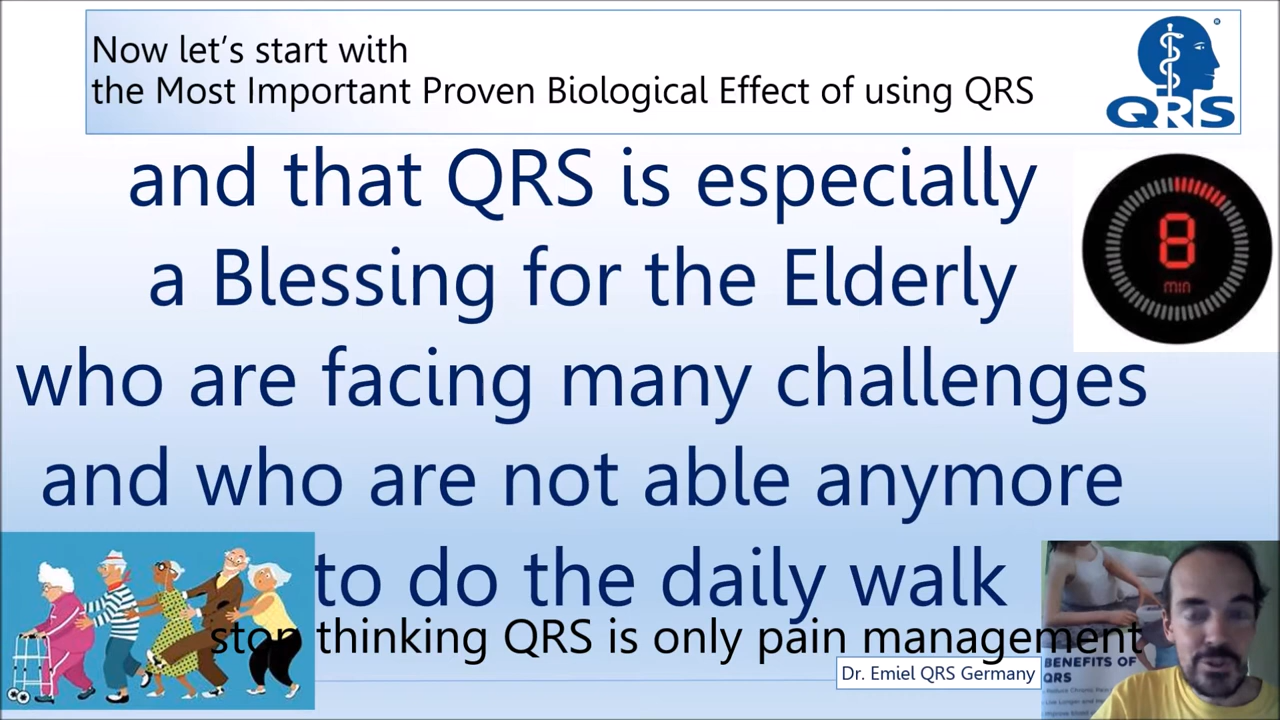 Now let's start with
the Most Important Proven Biological Effect of using QRS
QRS
and that QRS is especially
a Blessing for the Elderly
8
min
who are facing many challenges
and who are not able anymore
to do the daily walk
stop thinking QRS is only pain management
Dr. Emiel QRS Germany
BENEFITS OF
QRS